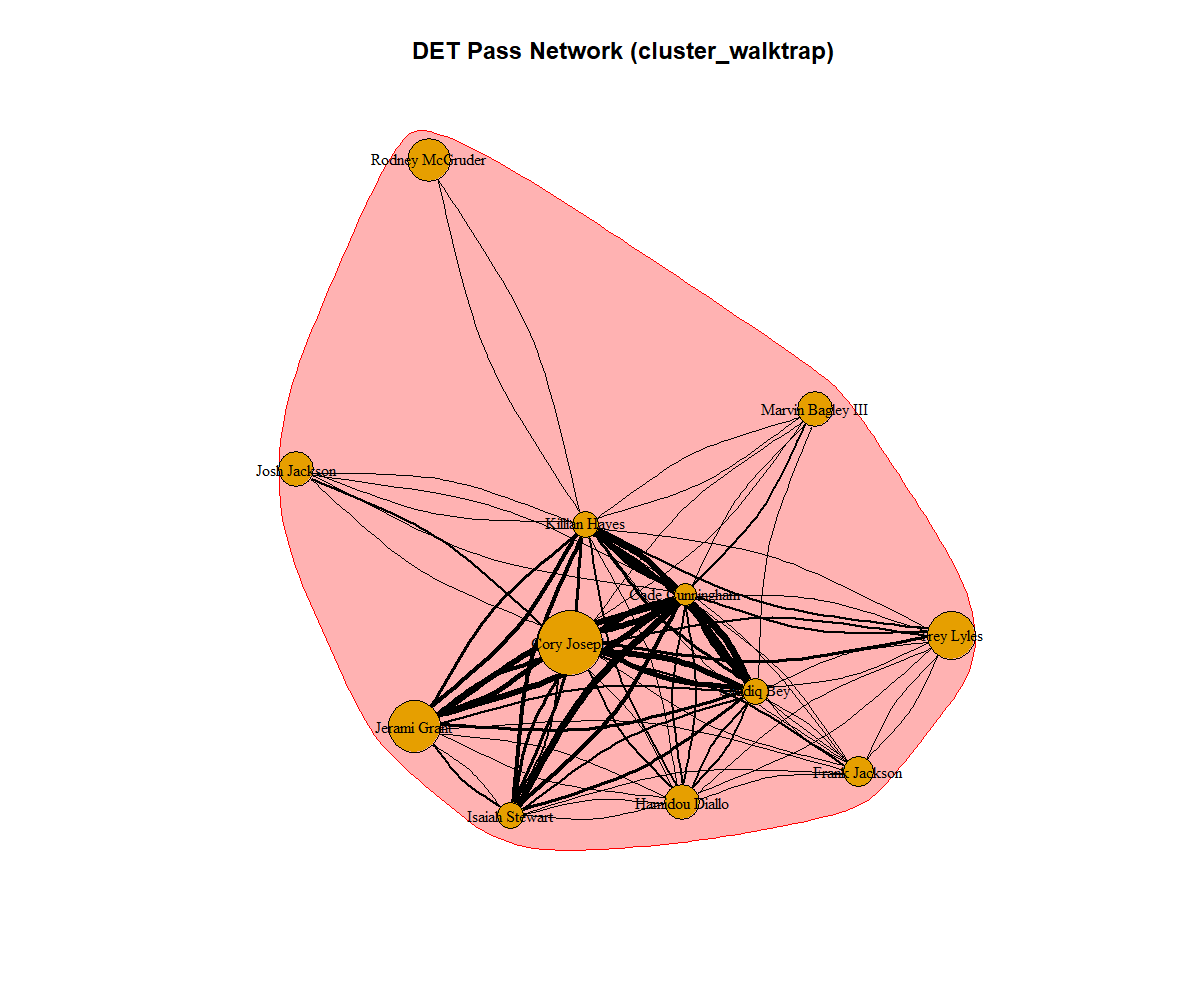 DET Pass Network (cluster_walktrap)
Rodney McGruder
Marvin Bagley III
Josh Jackson
Killian Hayes
Cade Cunningham
Cory Joseph
Trey Lyles
Saddiq Bey
Jerami Grant
Frank Jackson
Hamidou Diallo
Isaiah Stewart